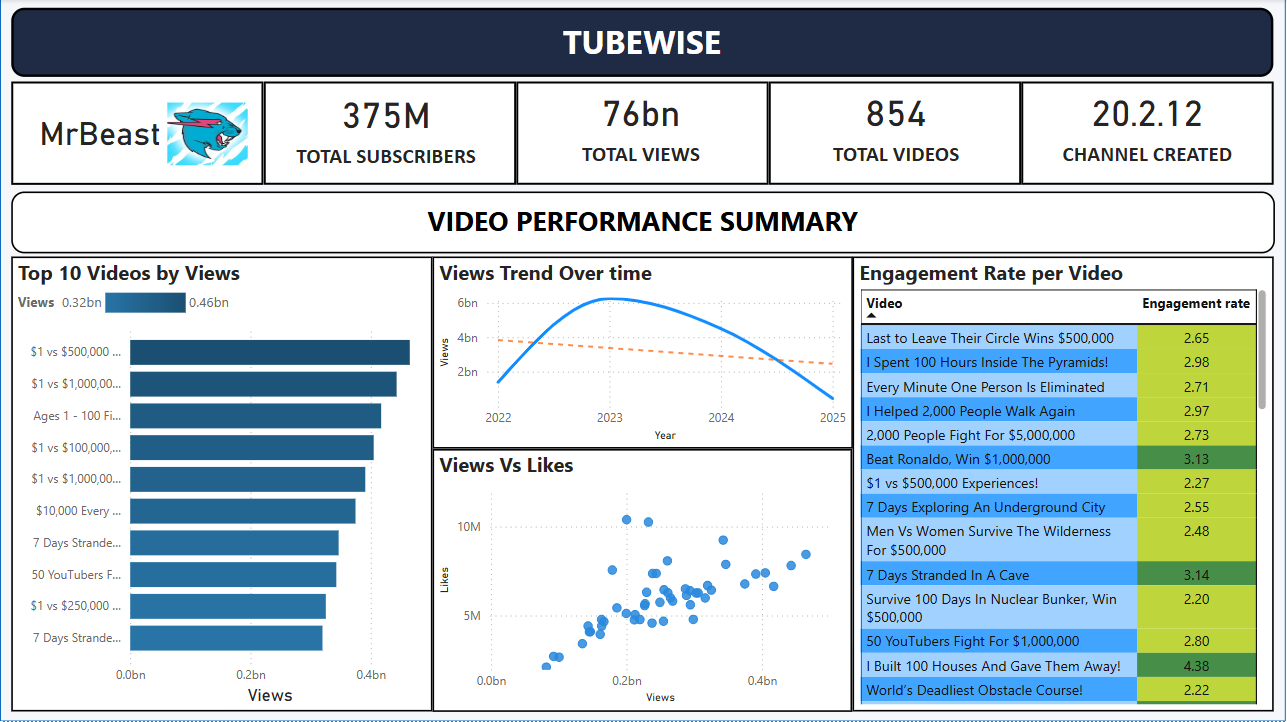 TUBEWISE
MrBeast
375M
TOTAL SUBSCRIBERS
76bn
TOTAL VIEWS
854
TOTAL VIDEOS
20.2.12
CHANNEL CREATED
VIDEO PERFORMANCE SUMMARY
Top 10 Videos by Views
Views 0.32bn 0.46bn
$1 vs $500,000 ...
$1 vs $1,000,00...
Ages 1 - 100 Fi...
$1 vs $100,000,...
$1 vs $1,000,00...
$10,000 Every ...
7 Days Strande...
50 YouTubers F...
$1 vs $250,000 ...
7 Days Strande...
0.0bn 0.2bn 0.4bn
Views
Views Trend Over time
6bn
4bn
2bn
Views
2022 2023 2024 2025
Year
Views Vs Likes
10M
5M
Likes
0.0bn 0.2bn 0.4bn
Views
Engagement Rate per Video
Video Engagement rate
Last to Leave Their Circle Wins $500,000 2.65
I Spent 100 Hours Inside The Pyramids! 2.98
Every Minute One Person Is Eliminated 2.71
I Helped 2,000 People Walk Again 2.97
2,000 People Fight For $5,000,000 2.73
Beat Ronaldo, Win $1,000,000 3.13
$1 vs $500,000 Experiences! 2.27
7 Days Exploring An Underground City 2.55
Men Vs Women Survive The Wilderness 2.48
For $500,000
7 Days Stranded In A Cave 3.14
Survive 100 Days In Nuclear Bunker, Win 2.20
$500,000
50 YouTubers Fight For $1,000,000 2.80
I Built 100 Houses And Gave Them Away! 4.38
World's Deadliest Obstacle Course! 2.22